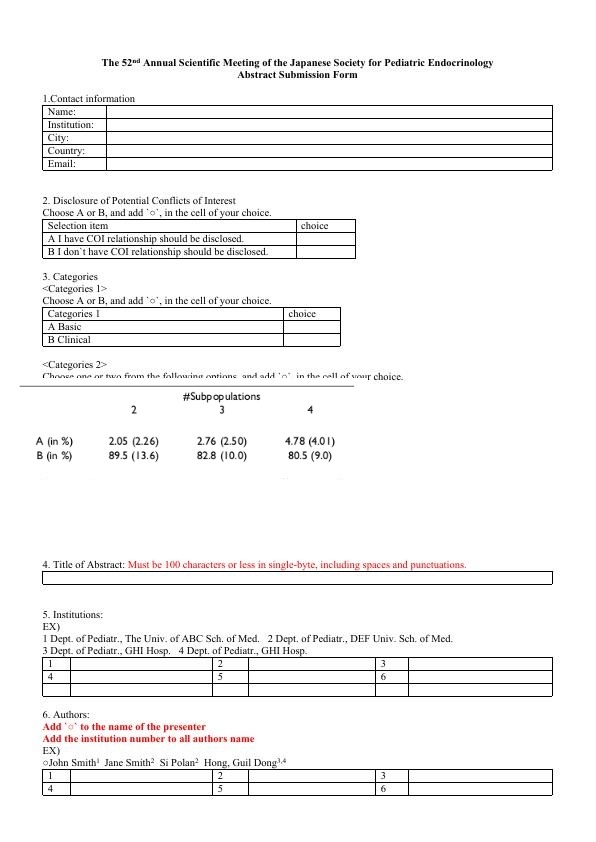 The 52nd Annual Scientific Meeting of the Japanese Society for Pediatric Endocrinology
Abstract Submission Form
1.Contact information
Name:
Institution:
City:
Country:
Email:
2. Disclosure of Potential Conflicts of Interest
Choose A or B, and add `○`, in the cell of your choice.
Selection item choice
A I have COI relationship should be disclosed.
B I don`t have COI relationship should be disclosed.
3. Categories
<Categories 1>
Choose A or B, and add `○`, in the cell of your choice.
Categories 1 choice
A Basic
B Clinical
<Categories 2>
Choose one or two from the following options, and add `○`, in the cell of your choice.
#Subpopulations
2 3 4
A (in %) 2.05 (2.26) 2.76 (2.50) 4.78 (4.01)
B (in %) 89.5 (13.6) 82.8 (10.0) 80.5 (9.0)
4. Title of Abstract: Must be 100 characters or less in single-byte, including spaces and punctuations.
5. Institutions:
EX)
1 Dept. of Pediatr., The Univ. of ABC Sch. of Med. 2 Dept. of Pediatr., DEF Univ. Sch. of Med.
3 Dept. of Pediatr., GHI Hosp. 4 Dept. of Pediatr., GHI Hosp.
1 2 3
4 5 6
6. Authors:
Add `○` to the name of the presenter
Add the institution number to all authors name
EX)
○John Smith1 Jane Smith2 Si Polan2 Hong, Guil Dong3,4
1 2 3
4 5 6